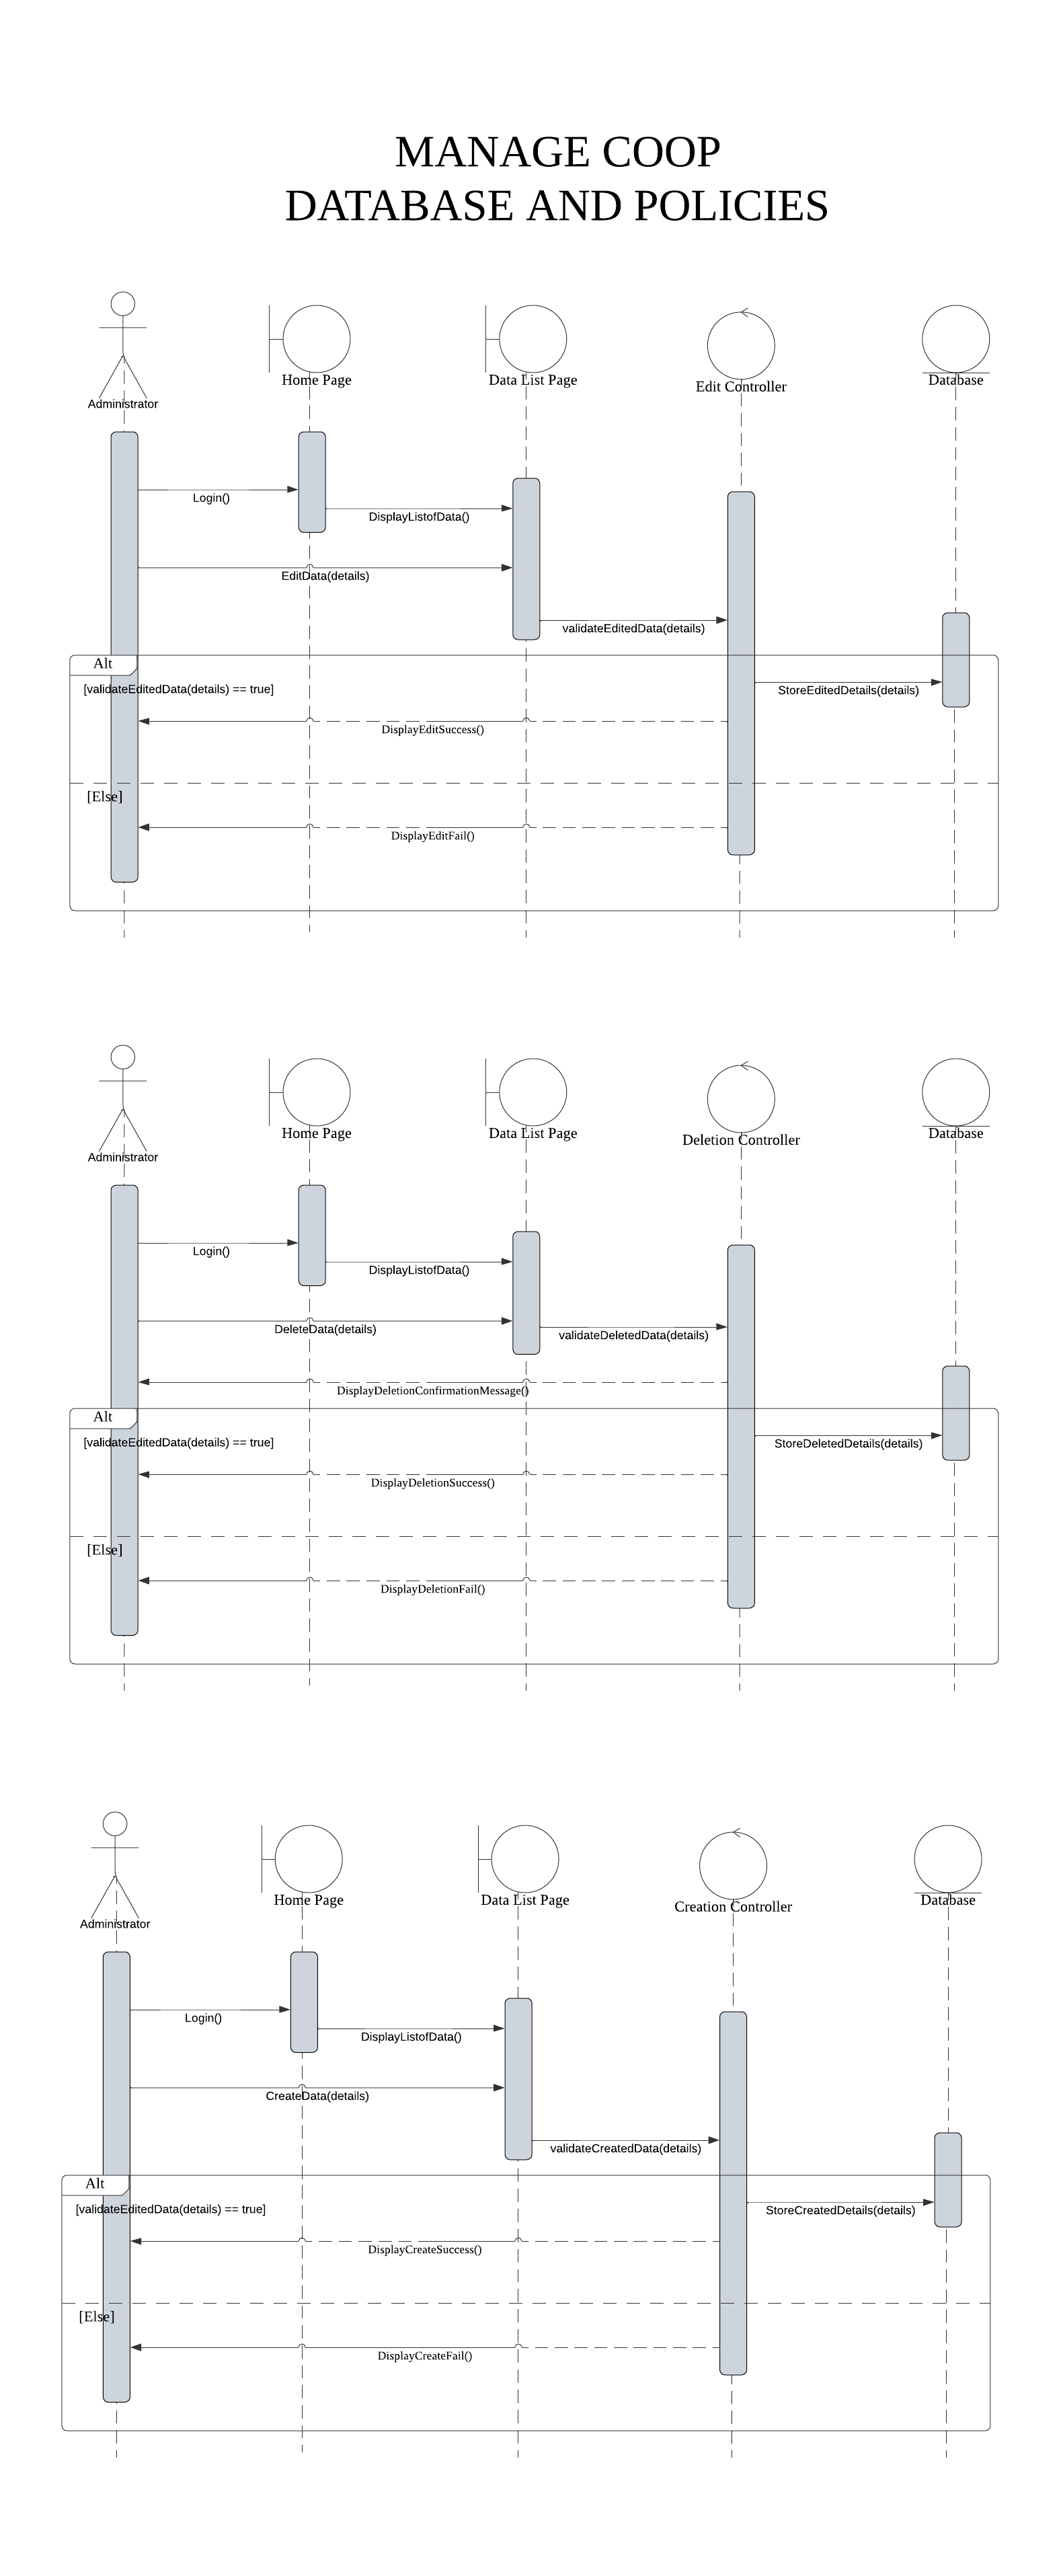 MANAGE COOP
DATABASE AND POLICIES
Administrator
Home Page
Data List Page
Edit Controller
Database
Login()
DisplayListofData()
EditData(details)
validateEditedData(details)
Alt
[validateEditedData(details) == true]
StoreEditedDetails(details)
DisplayEditSuccess()
[Else]
DisplayEditFail()
Administrator
Home Page
Data List Page
Deletion Controller
Database
Login()
DisplayListofData()
DeleteData(details)
validateDeletedData(details)
DisplayDeletionConfirmationMessage()
Alt
[validateEditedData(details) == true]
StoreDeletedDetails(details)
DisplayDeletionSuccess()
[Else]
DisplayDeletionFail()
Administrator
Home Page
Data List Page
Creation Controller
Database
Login()
DisplayListofData()
CreateData(details)
validateCreatedData(details)
Alt
[validateEditedData(details) == true]
StoreCreatedDetails(details)
DisplayCreateSuccess()
[Else]
DisplayCreateFail()